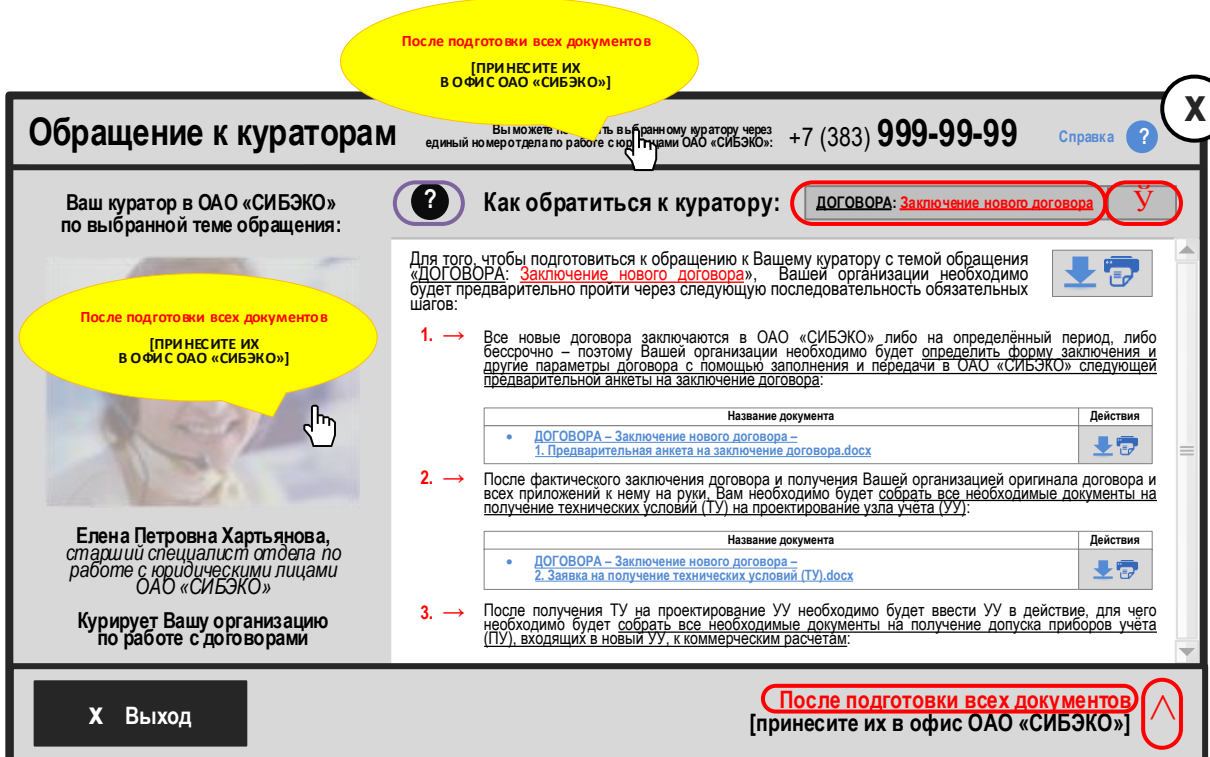 После подготовки всех документов
[ПРИНЕСИТЕ ИХ
В ОФИС ОАО «СИБЭКО»]
X
Обращение к кураторам
Вы можете выбранному куратору через
единый номер отдела по работе с юр лицами ОАО «СИБЭКО»:
+7 (383) 999-99-99
Справка ?
Ваш куратор в ОАО «СИБЭКО»
по выбранной теме обращения:
После подготовки всех документов
[ПРИНЕСИТЕ ИХ
В ОФИС ОАО «СИБЭКО»]
Елена Петровна Хартьянова,
старший специалист отдела по
работе с юридическими лицами
ОАО «СИБЭКО»
Курирует Вашу организацию
по работе с договорами
? Как обратиться к куратору:
ДОГОВОРА: Заключение нового договора
Ў
Для того, чтобы подготовиться к обращению к Вашему куратору с темой обращения
«ДОГОВОРА: Заключение нового договора», Вашей организации необходимо
будет предварительно пройти через следующую последовательность обязательных
шагов:
1. → Все новые договора заключаются в ОАО «СИБЭКО» либо на определённый период, либо
бессрочно – поэтому Вашей организации необходимо будет определить форму заключения и
другие параметры договора с помощью заполнения и передачи в ОАО «СИБЭКО» следующей
предварительной анкеты на заключение договора:
Название документа Действия
• ДОГОВОРА – Заключение нового договора –
1. Предварительная анкета на заключение договора.docx
2. → После фактического заключения договора и получения Вашей организацией оригинала договора и
всех приложений к нему на руки, Вам необходимо будет собрать все необходимые документы на
получение технических условий (ТУ) на проектирование узла учёта (УУ):
Название документа Действия
• ДОГОВОРА – Заключение нового договора –
2. Заявка на получение технических условий (ТУ).docx
3. → После получения ТУ на проектирование УУ необходимо будет ввести УУ в действие, для чего
необходимо будет собрать все необходимые документы на получение допуска приборов учёта
(ПУ), входящих в новый УУ, к коммерческим расчётам:
X Выход
После подготовки всех документов
[принесите их в офис ОАО «СИБЭКО»]